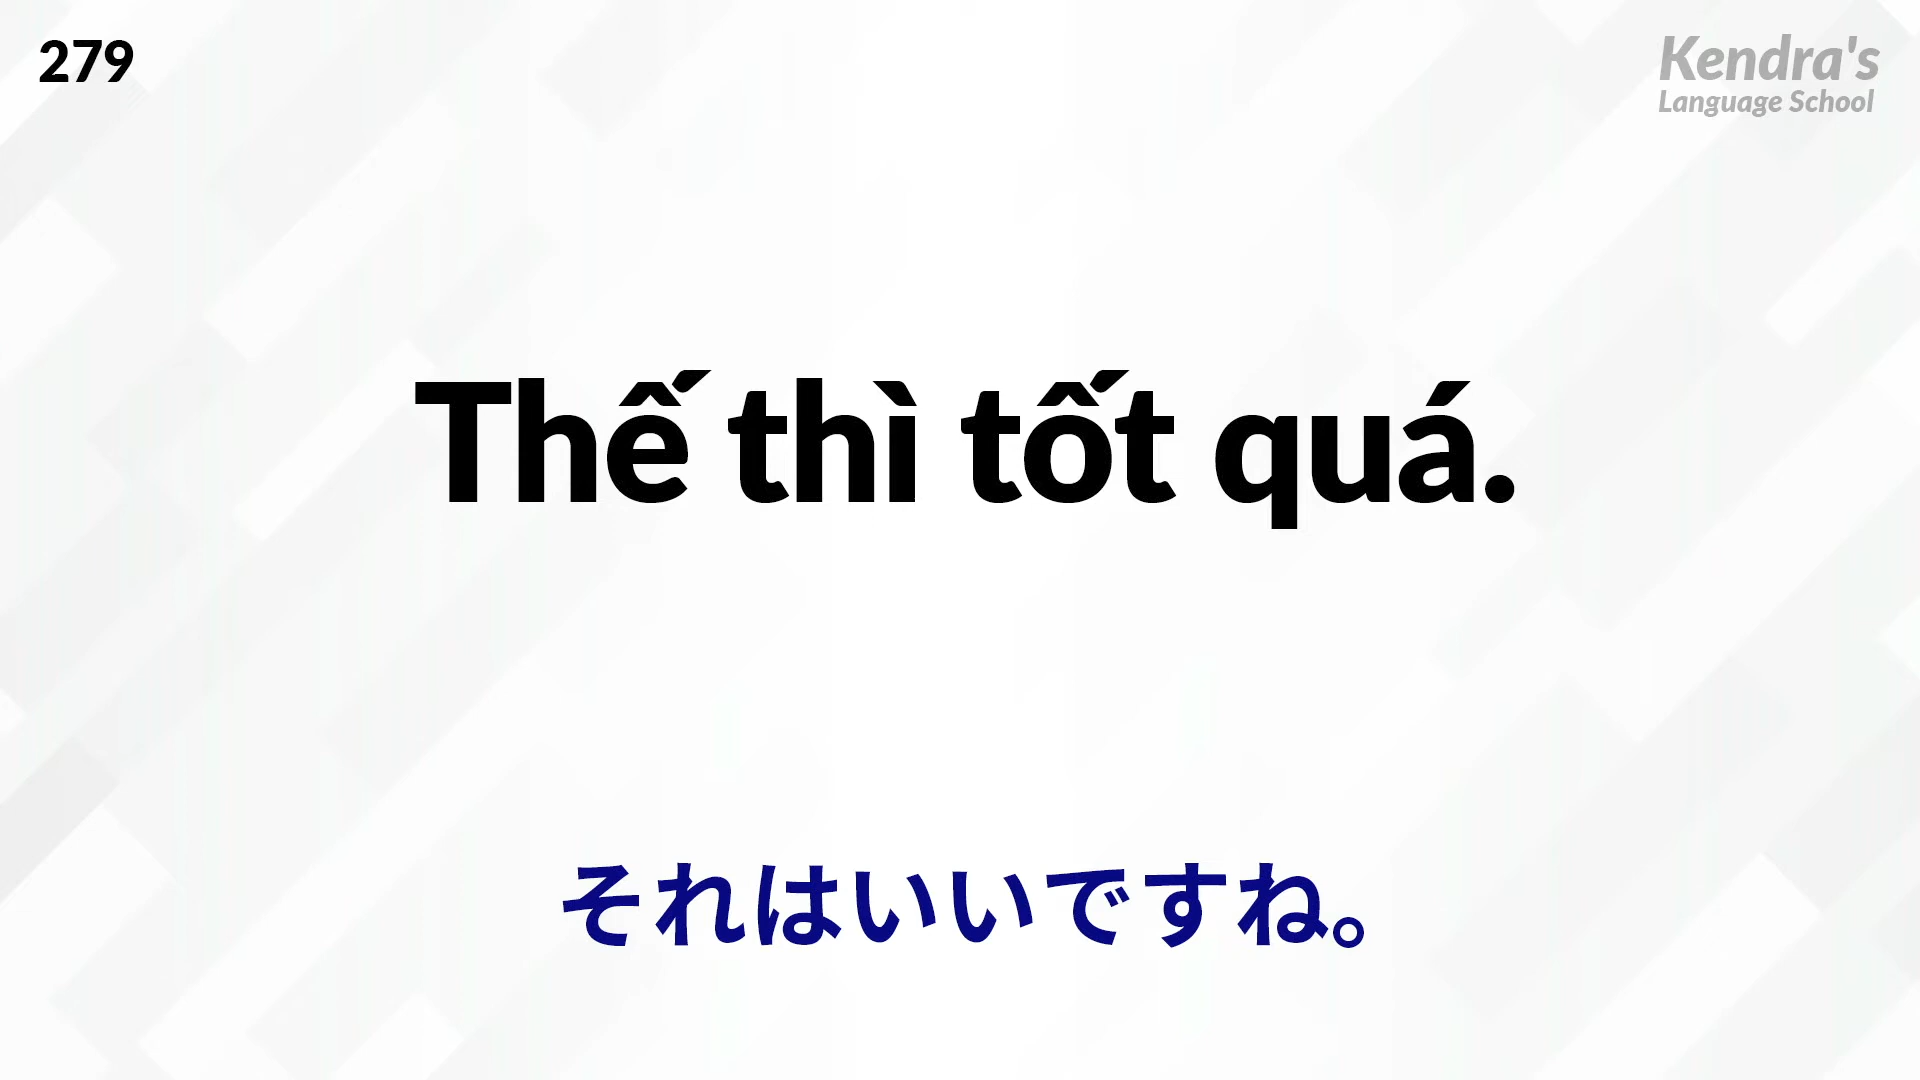 279
Kendra's
Language School
Thế thì tốt quá.
それはいいですね。